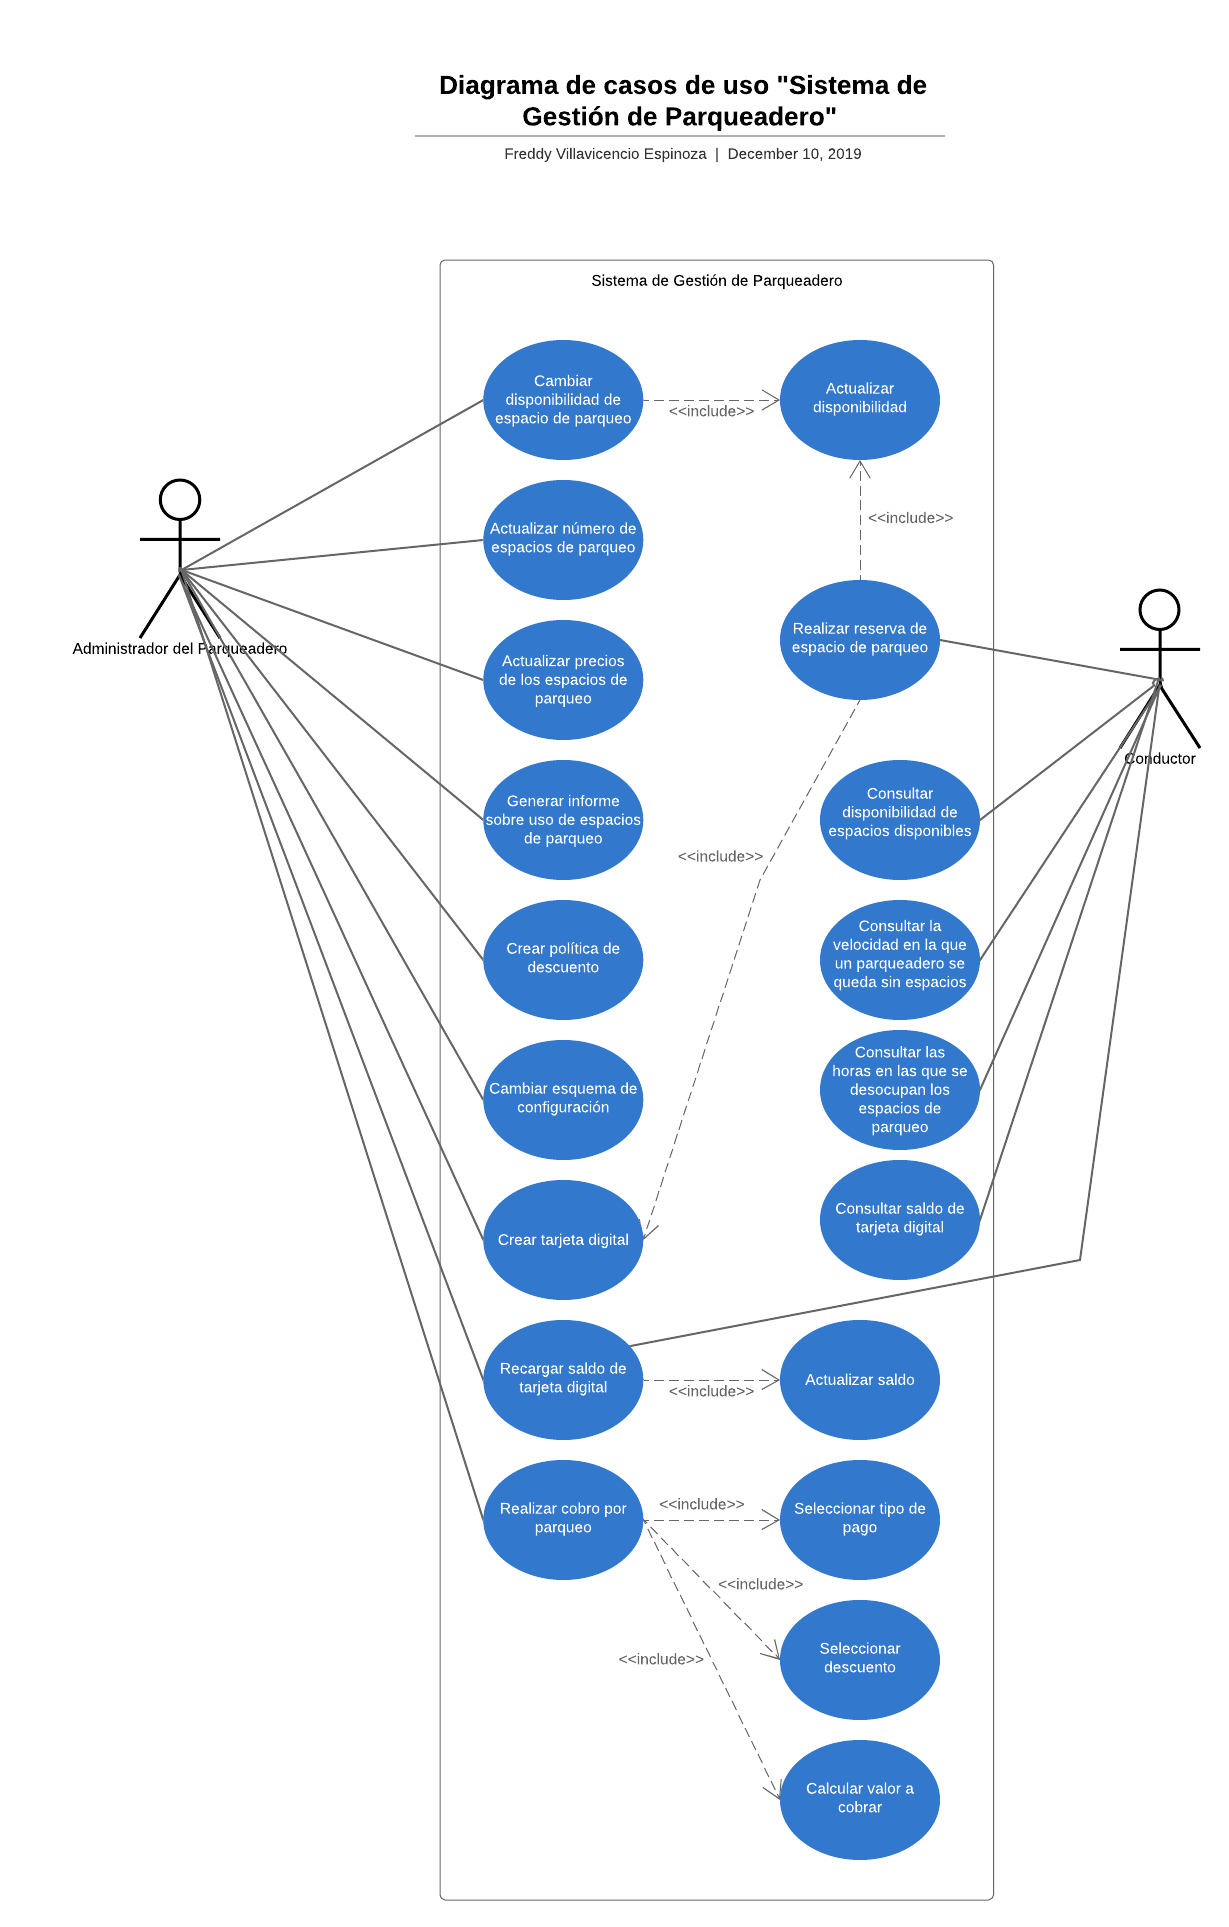 Diagrama de casos de uso "Sistema de
Gestión de Parqueadero"
Freddy Villavicencio Espinoza | December 10, 2019
Sistema de Gestión de Parqueadero
Cambiar
disponibilidad de
espacio de parqueo
<<include>>
Actualizar
disponibilidad
Actualizar número de
espacios de parqueo
<<include>>
Administrador del Parqueadero
Realizar reserva de
espacio de parqueo
Actualizar precios
de los espacios de
parqueo
Conductor
Generar informe
sobre uso de espacios
de parqueo
Consultar
disponibilidad de
espacios disponibles
<<include>>
Crear política de
descuento
Consultar la
velocidad en la que
un parqueadero se
queda sin espacios
Cambiar esquema de
configuración
Consultar las
horas en las que se
desocupan los
espacios de
parqueo
Crear tarjeta digital
Consultar saldo de
tarjeta digital
Recargar saldo de
tarjeta digital
<<include>>
Actualizar saldo
Realizar cobro por
parqueo
<<include>>
Seleccionar tipo de
pago
<<include>>
Seleccionar
descuento
<<include>>
Calcular valor a
cobrar